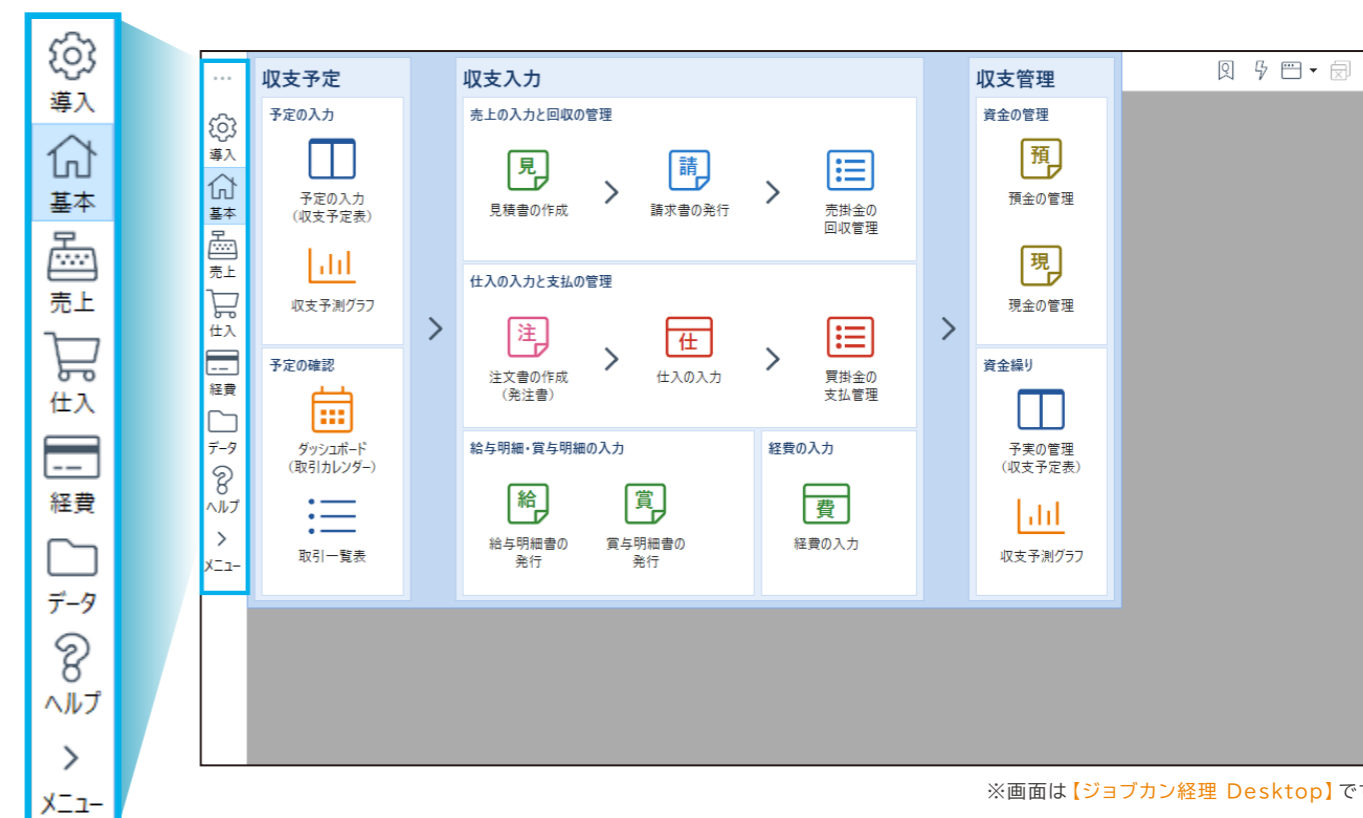 導入
基本
売上
仕入
経費
データ
ヘルプ
メニュー
…
導入
基本
売上
仕入
経費
データ
ヘルプ
メニュー
収支予定
予定の入力
予定の入力
(収支予定表)
収支予測グラフ
予定の確認
ダッシュボード
(取引カレンダー)
取引一覧表
収支入力
売上の入力と回収の管理
見
見積書の作成
請
請求書の発行
売掛金の
回収管理
仕入の入力と支払の管理
注
注文書の作成
(発注書)
仕
仕入の入力
買掛金の
支払管理
給与明細・賞与明細の入力
給
給与明細書の
発行
賞
賞与明細書の
発行
経費の入力
費
経費の入力
収支管理
資金の管理
預
預金の管理
現
現金の管理
資金繰り
予実の管理
(収支予定表)
収支予測グラフ
※画面は【ジョブカン経理 Desktop】で